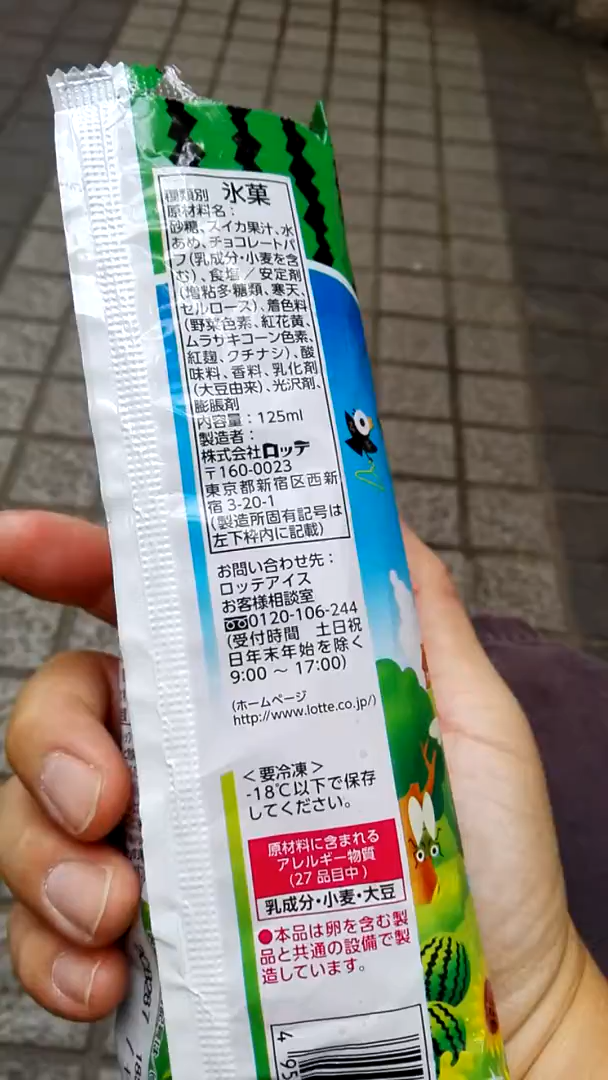 種類別 氷菓
原材料名：
砂糖、スイカ果汁、水
あめ、チョコレートパ
フ(乳成分・小麦を含
む)、食塩／安定剤
(増粘多糖類、寒天、
セルロース)、着色料
(野菜色素、紅花黄、
ムラサキコーン色素、
紅麹、クチナシ)、酸
味料、香料、乳化剤
(大豆由来)、光沢剤、
膨脹剤
内容量：125ml
製造者：
株式会社ロッテ
〒160-0023
東京都新宿区西新
宿 3-20-1
(製造所固有記号は
左下枠内に記載)
お問い合わせ先：
ロッテアイス
お客様相談室
0120-106-244
(受付時間 土日祝
日年末年始を除く
9:00 ～ 17:00)
(ホームページ
http://www.lotte.co.jp/)
＜要冷凍＞
-18℃以下で保存
してください。
原材料に含まれる
アレルギー物質
(27 品目中)
乳成分・小麦・大豆
●本品は卵を含む製
品と共通の設備で製
造しています。
4 95